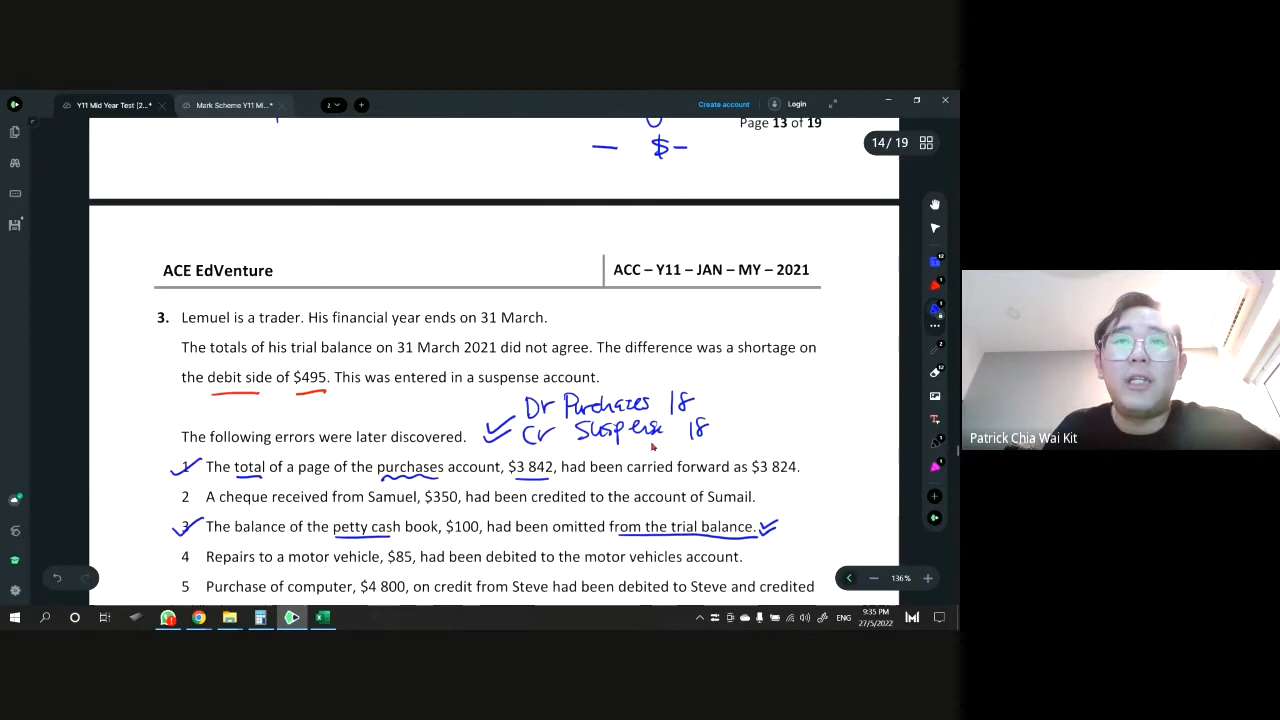 Y11 Mid Year Test [2...*
Mark Scheme Y11 Mi...*
2
Create account
Login
Page 13 of 19
— $–
14 / 19
ACE EdVenture
ACC – Y11 – JAN – MY – 2021
3. Lemuel is a trader. His financial year ends on 31 March.
The totals of his trial balance on 31 March 2021 did not agree. The difference was a shortage on
the debit side of $495. This was entered in a suspense account.
Dr Purchases 18
Cr Suspense 18
The following errors were later discovered.
1 The total of a page of the purchases account, $3 842, had been carried forward as $3 824.
2 A cheque received from Samuel, $350, had been credited to the account of Sumail.
3 The balance of the petty cash book, $100, had been omitted from the trial balance.
4 Repairs to a motor vehicle, $85, had been debited to the motor vehicles account.
5 Purchase of computer, $4 800, on credit from Steve had been debited to Steve and credited
136%
Patrick Chia Wai Kit
ENG
9:35 PM
27/5/2022